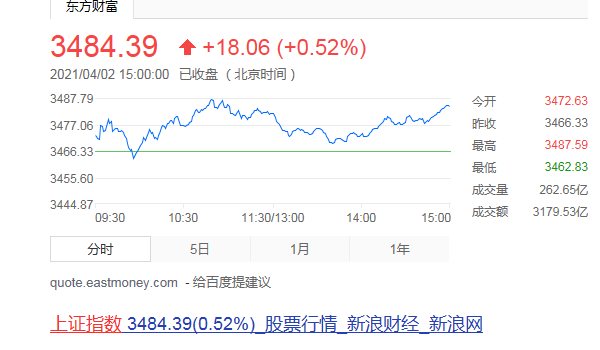 东方财富
3484.39 +18.06 (+0.52%)
2021/04/02 15:00:00 已收盘 ( 北京时间 )
3487.79
3477.06
3466.33
3455.60
3444.87
09:30 10:30 11:30/13:00 14:00 15:00
今开 3472.63
昨收 3466.33
最高 3487.59
最低 3462.83
成交量 262.65亿
成交额 3179.53亿
分时 5日 1月 1年
quote.eastmoney.com - 给百度提建议
上证指数 3484.39(0.52%)_股票行情_新浪财经_新浪网